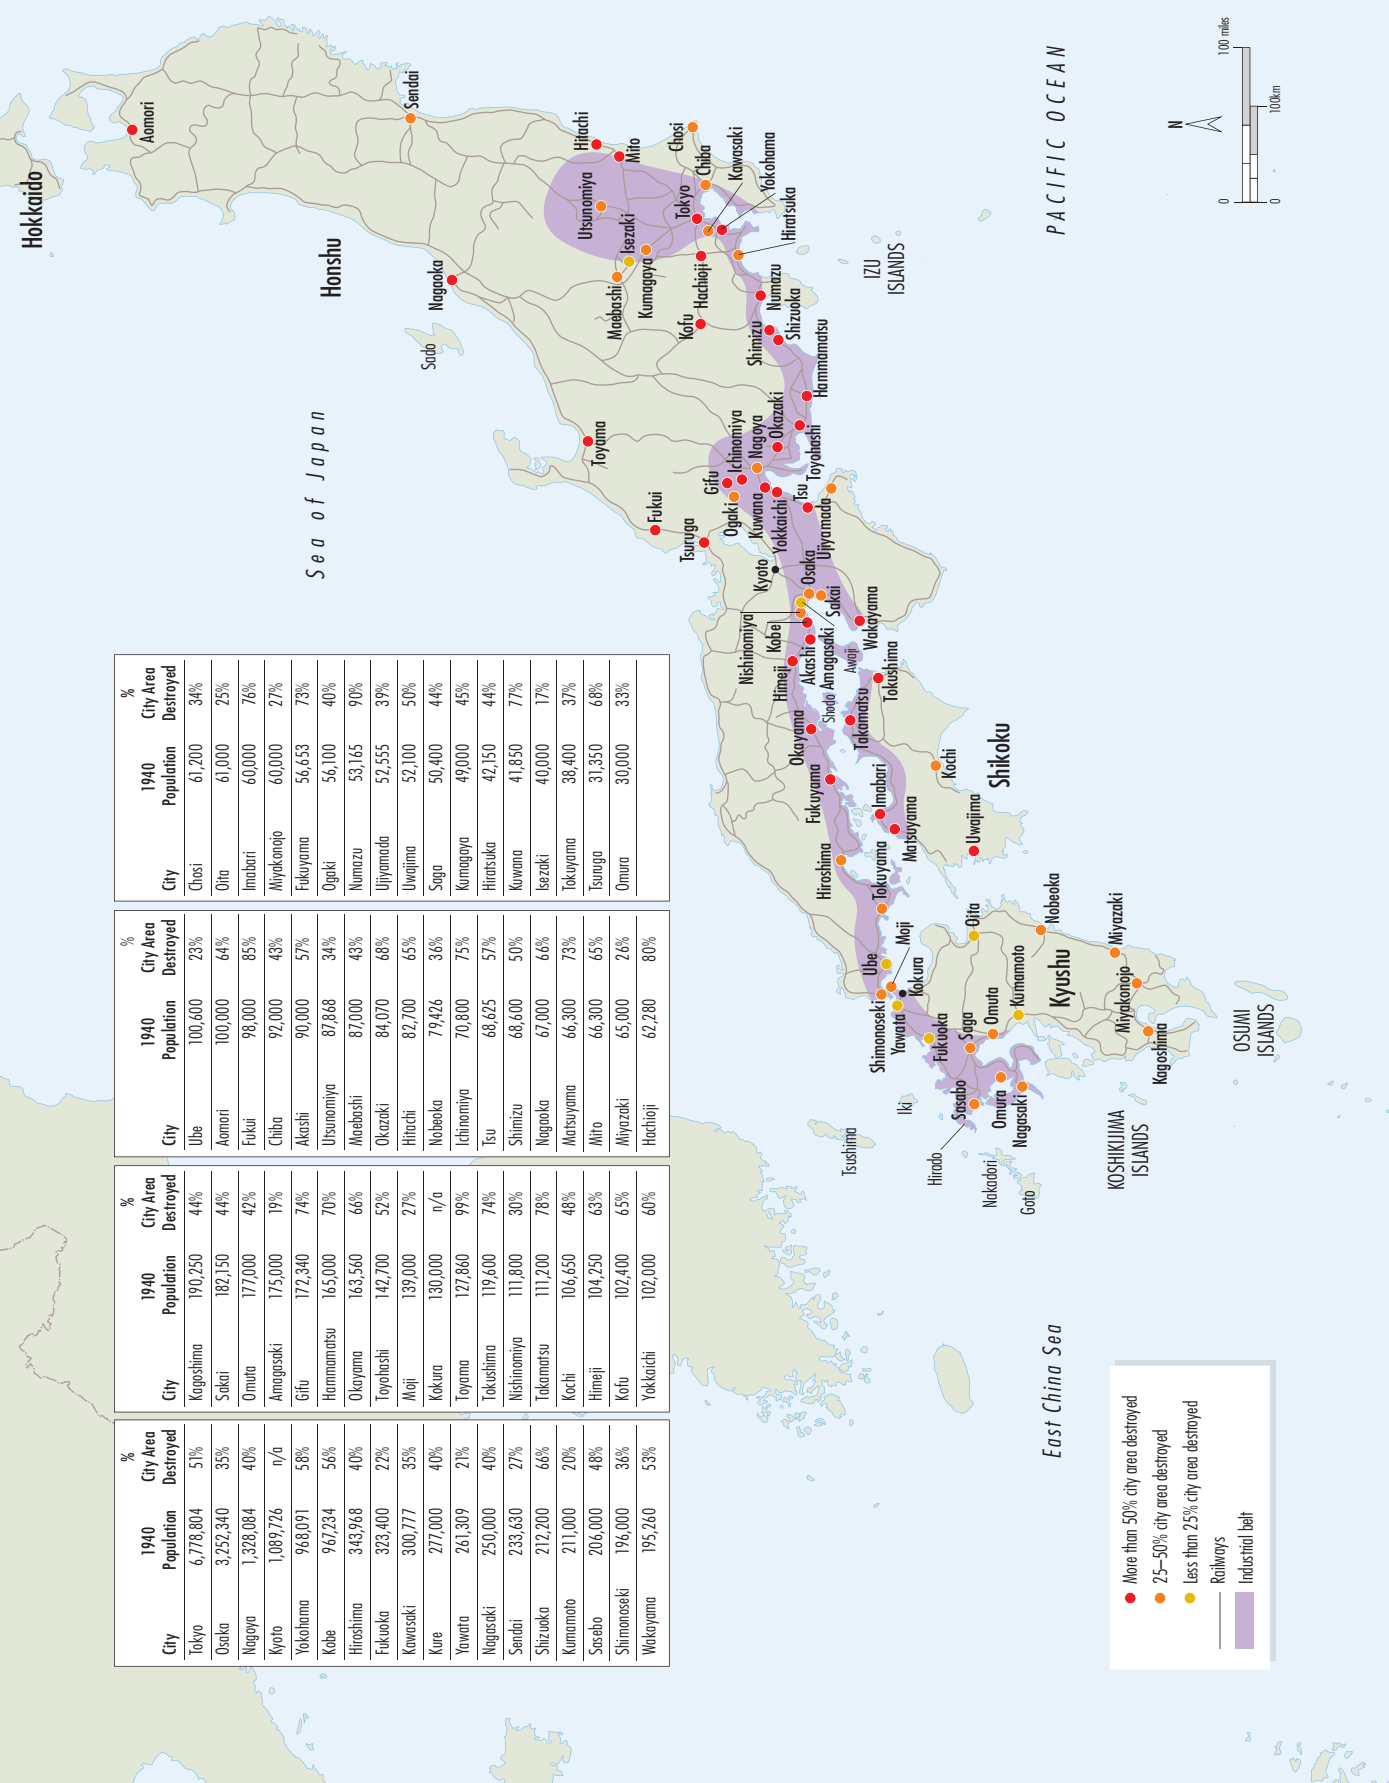 City 1940 Population % City Area Destroyed
Tokyo 6,778,804 51%
Osaka 3,252,340 35%
Nagoya 1,328,084 40%
Kyoto 1,089,726 n/a
Yokohama 968,091 58%
Kobe 967,234 56%
Hiroshima 343,968 40%
Fukuoka 323,400 22%
Kawasaki 300,777 35%
Kure 277,000 40%
Yawata 261,309 21%
Nagasaki 250,000 40%
Sendai 233,630 27%
Shizuoka 212,200 66%
Kumamoto 211,000 20%
Sasebo 206,000 48%
Shimonoseki 196,000 36%
Wakayama 195,260 53%
City 1940 Population % City Area Destroyed
Kagoshima 190,250 44%
Sakai 182,150 44%
Omuta 177,000 42%
Amagasaki 175,000 19%
Gifu 172,340 74%
Hammamatsu 165,000 70%
Okayama 163,560 66%
Toyohashi 142,700 52%
Moji 139,000 27%
Kokura 130,000 n/a
Toyama 127,860 99%
Tokushima 119,600 74%
Nishinomiya 111,800 30%
Takamatsu 111,200 78%
Kochi 106,650 48%
Himeji 104,250 63%
Kofu 102,400 65%
Yokkaichi 102,000 60%
City 1940 Population % City Area Destroyed
Ube 100,600 23%
Aomori 100,000 64%
Fukui 98,000 85%
Chiba 92,000 43%
Akashi 90,000 57%
Utsunomiya 87,868 34%
Maebashi 87,000 43%
Okazaki 84,070 68%
Hitachi 82,700 65%
Nobeoka 79,426 36%
Ichinomiya 70,800 75%
Tsu 68,625 57%
Shimizu 68,600 50%
Nagaoka 67,000 66%
Matsuyama 66,300 73%
Mito 66,300 65%
Miyazaki 65,000 26%
Hachioji 62,280 80%
City 1940 Population % City Area Destroyed
Chosi 61,200 34%
Oita 61,000 25%
Imabari 60,000 76%
Miyakonojo 60,000 27%
Fukuyama 56,653 73%
Ogaki 56,100 40%
Numazu 53,165 90%
Ujiyamada 52,555 39%
Uwajima 52,100 50%
Saga 50,400 44%
Kumagaya 49,000 45%
Hiratsuka 42,150 44%
Kuwana 41,850 77%
Isezaki 40,000 17%
Tokuyama 38,400 37%
Tsuruga 31,350 68%
Omura 30,000 33%
Hokkaido
Aomori
Sendai
Honshu
Nagaoka
Sado
Sea of Japan
Toyama
Fukui
Tsuruga
Hitachi
Mito
Utsunomiya
Isezaki
Maebashi
Kumagaya
Chosi
Chiba
Tokyo
Kawasaki
Yokohama
Hiratsuka
Hachioji
Kofu
Numazu
Shimizu
Shizuoka
Hammamatsu
Okazaki
Toyohashi
Nagoya
Ichinomiya
Gifu
Ogaki
Kuwana
Yokkaichi
Tsu
Ujiyamada
Kyoto
Osaka
Sakai
Nishinomiya
Kobe
Amagasaki
Akashi
Himeji
Wakayama
Awaji
Shodo
Okayama
Fukuyama
Hiroshima
Tokuyama
Takamatsu
Tokushima
Imabari
Matsuyama
Kochi
Uwajima
Shikoku
Ube
Moji
Shimonoseki
Kokura
Yawata
Fukuoka
Oita
Nobeoka
Kumamoto
Kyushu
Omuta
Saga
Sasabo
Omura
Nagasaki
Miyazaki
Miyakonojo
Kagoshima
Iki
Tsushima
Hirado
Nakadori
Goto
KOSHIKIJIMA
ISLANDS
OSUMI
ISLANDS
IZU
ISLANDS
PACIFIC OCEAN
East China Sea
N
0 100 miles
0 100km
More than 50% city area destroyed
25–50% city area destroyed
Less than 25% city area destroyed
Railways
Industrial belt